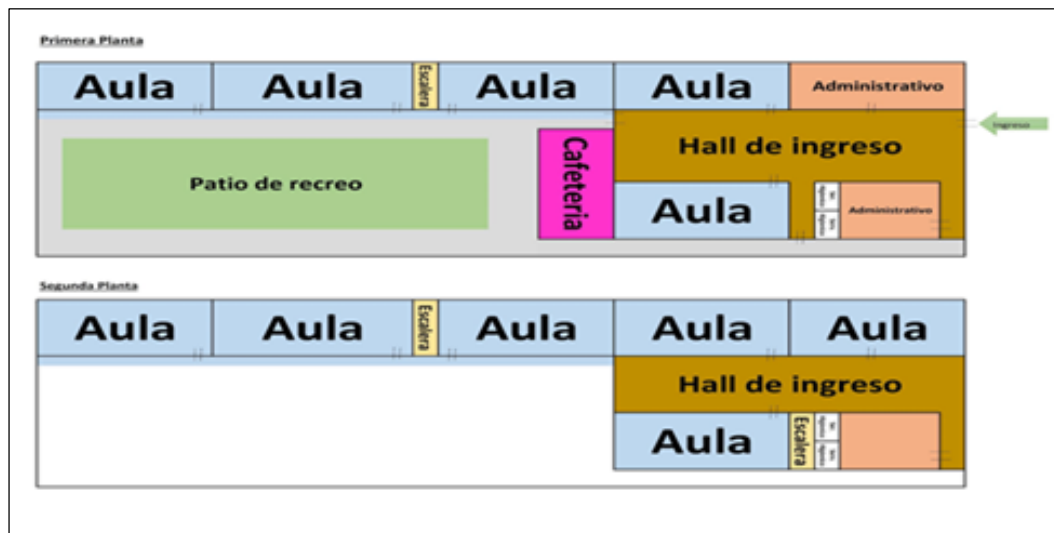 Primera Planta
Aula
Aula
Escalera
Aula
Aula
Administrativo
Ingreso
Hall de ingreso
Patio de recreo
Cafeteria
Aula
Administrativo
Segunda Planta
Aula
Aula
Escalera
Aula
Aula
Aula
Hall de ingreso
Aula
Escalera